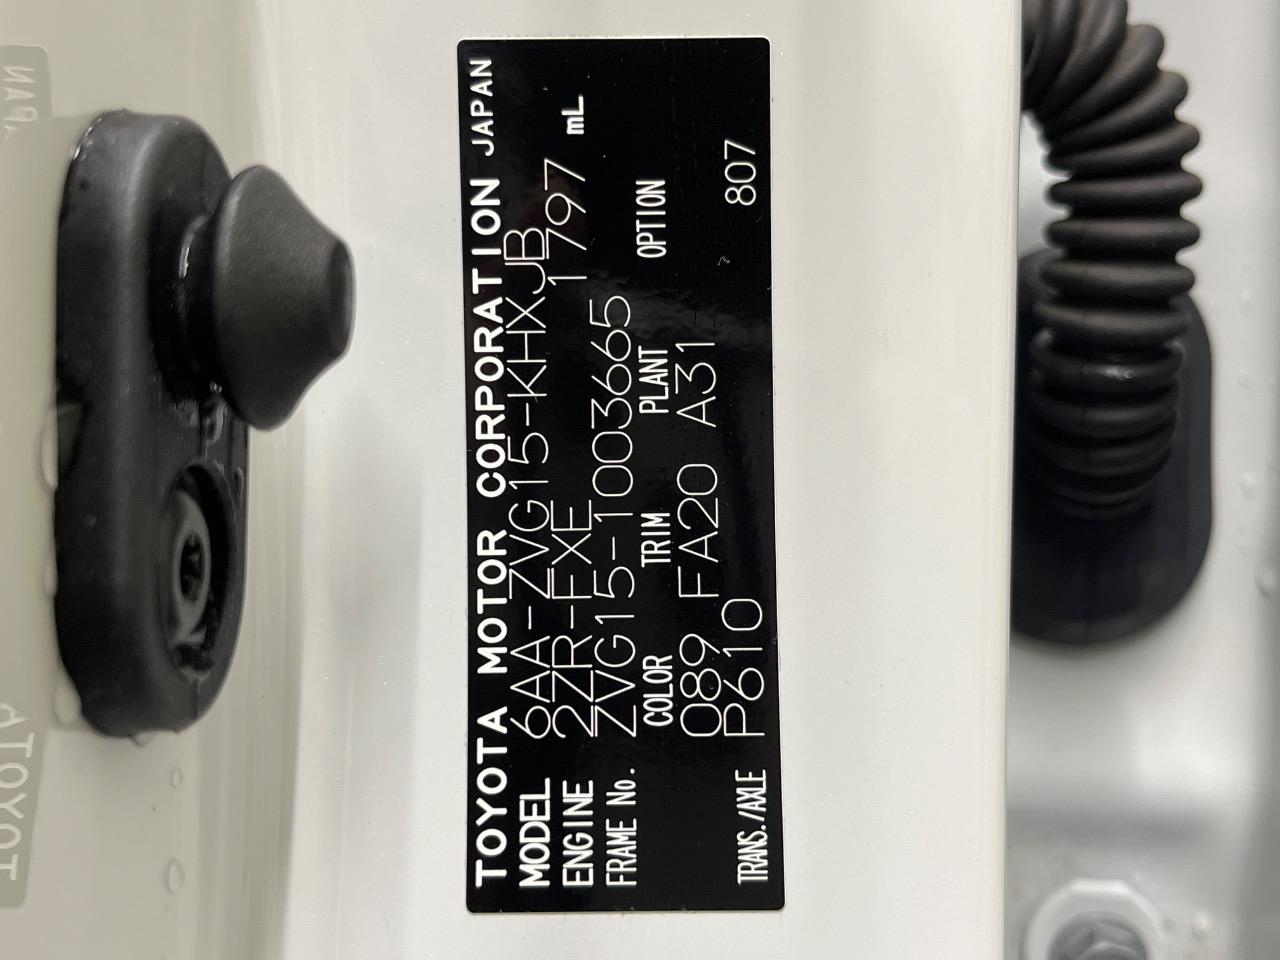 TOYOTA MOTOR CORPORATION JAPAN
MODEL 6AA-ZVG15-KHXJB
ENGINE 2ZR-FXE 1797 mL
FRAME No. ZVG15-1003665
COLOR TRIM PLANT OPTION
089 FA20 A31
TRANS./AXLE P610 807
ATOYOT